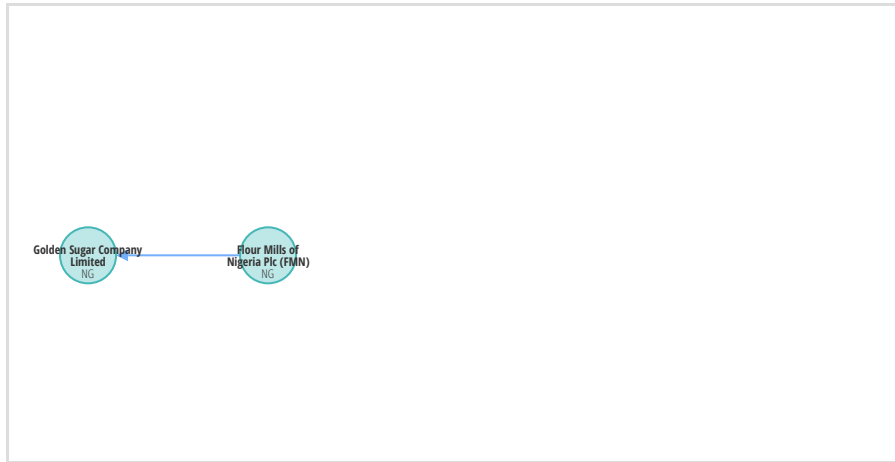 Golden Sugar Company
Limited
NG
Flour Mills of
Nigeria Plc (FMN)
NG